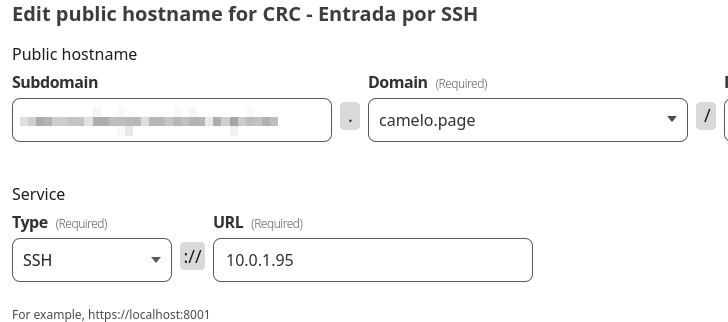 Edit public hostname for CRC - Entrada por SSH
Public hostname
Subdomain
Domain (Required)
. camelo.page /
Service
Type (Required) URL (Required)
SSH :// 10.0.1.95
For example, https://localhost:8001